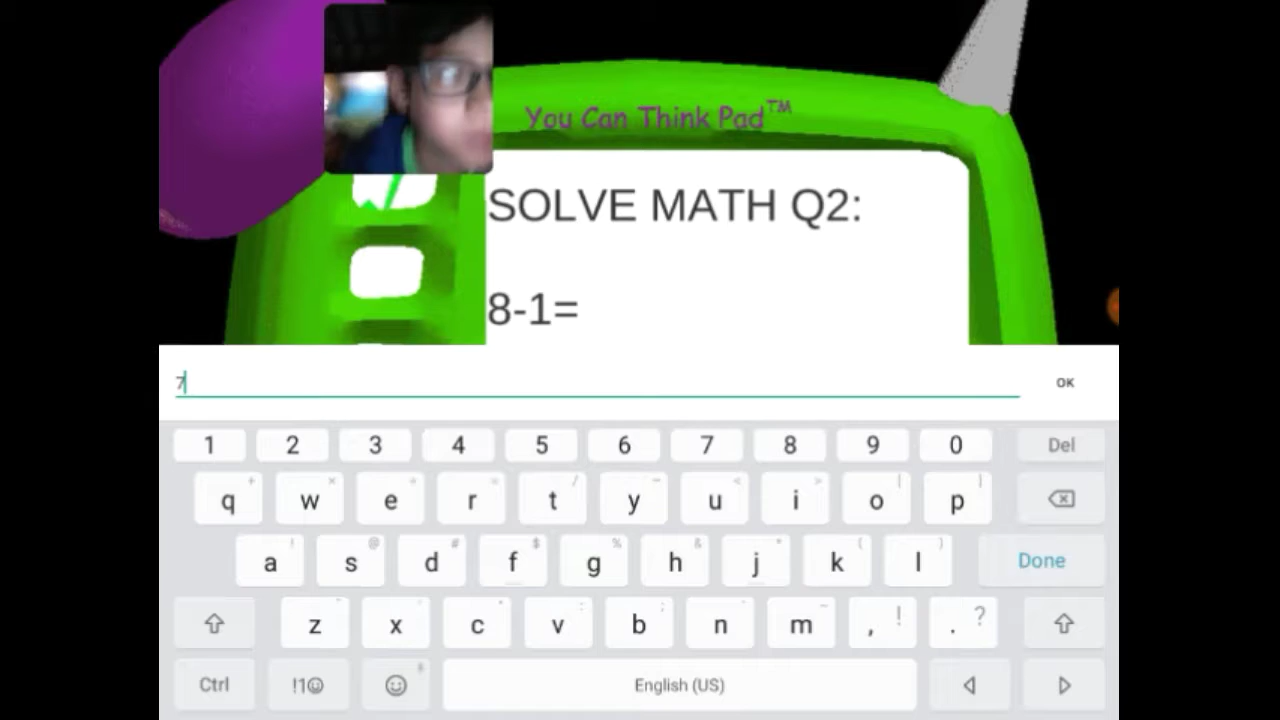 You Can Think Pad™
SOLVE MATH Q2:
8-1=
7
OK
1 2 3 4 5 6 7 8 9 0 Del
q w e r t y u i o p
a s d f g h j k l Done
z x c v b n m , ! . ?
Ctrl !1☺ English (US)